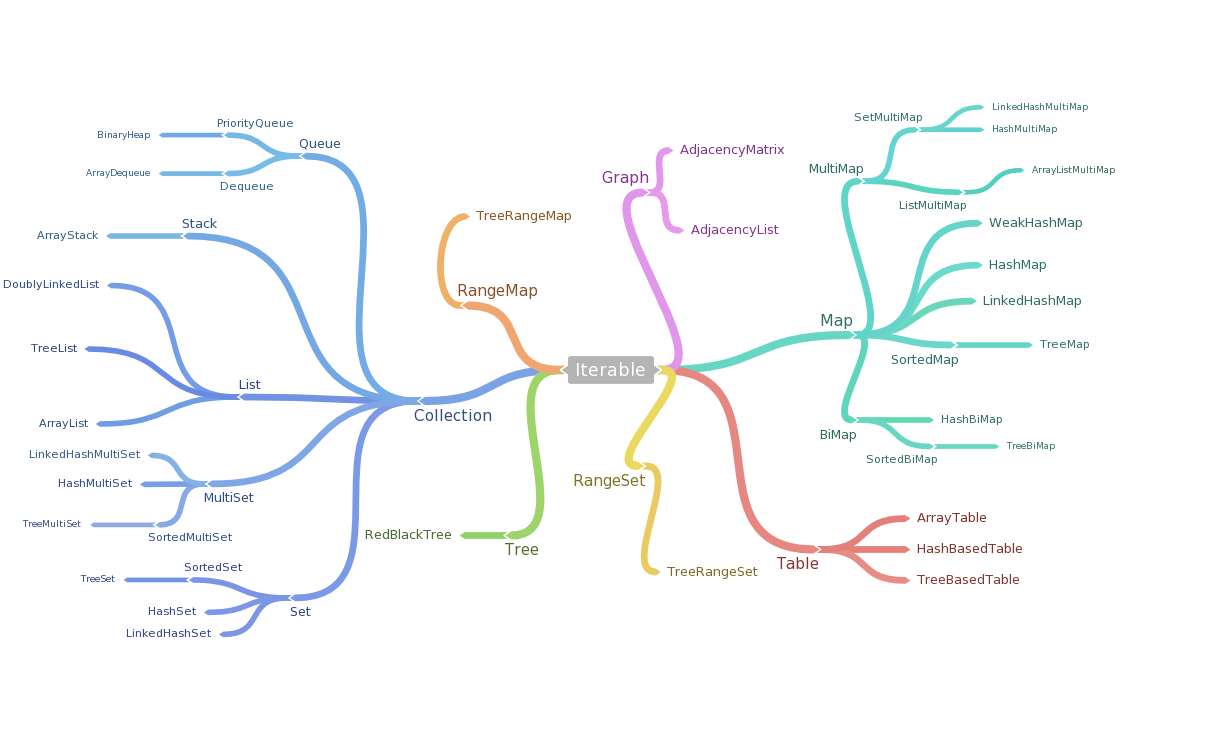 Iterable
Collection
Queue
PriorityQueue
BinaryHeap
Dequeue
ArrayDequeue
Stack
ArrayStack
List
DoublyLinkedList
TreeList
ArrayList
MultiSet
LinkedHashMultiSet
HashMultiSet
SortedMultiSet
TreeMultiSet
Set
SortedSet
TreeSet
HashSet
LinkedHashSet
RangeMap
TreeRangeMap
Tree
RedBlackTree
Graph
AdjacencyMatrix
AdjacencyList
RangeSet
TreeRangeSet
Map
MultiMap
SetMultiMap
LinkedHashMultiMap
HashMultiMap
ListMultiMap
ArrayListMultiMap
WeakHashMap
HashMap
LinkedHashMap
SortedMap
TreeMap
BiMap
HashBiMap
SortedBiMap
TreeBiMap
Table
ArrayTable
HashBasedTable
TreeBasedTable